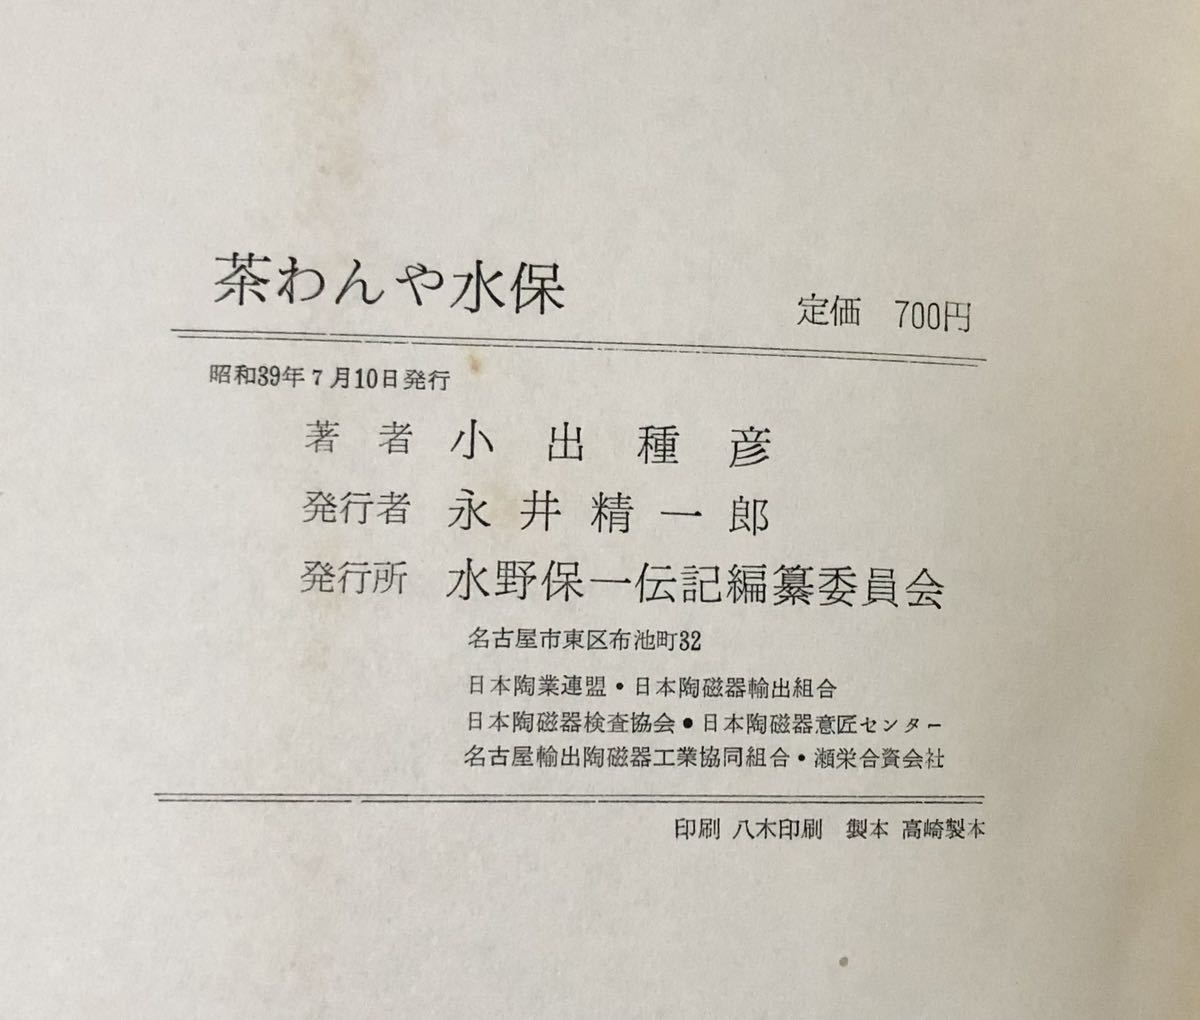 茶わんや水保
定価　700円
昭和39年7月10日発行
著　者　小　出　種　彦
発行者　永　井　精　一　郎
発行所　水野保一伝記編纂委員会
名古屋市東区布池町32
日本陶業連盟・日本陶磁器輸出組合
日本陶磁器検査協会・日本陶磁器意匠センター
名古屋輸出陶磁器工業協同組合・瀬栄合資会社
印刷 八木印刷　製本 高崎製本